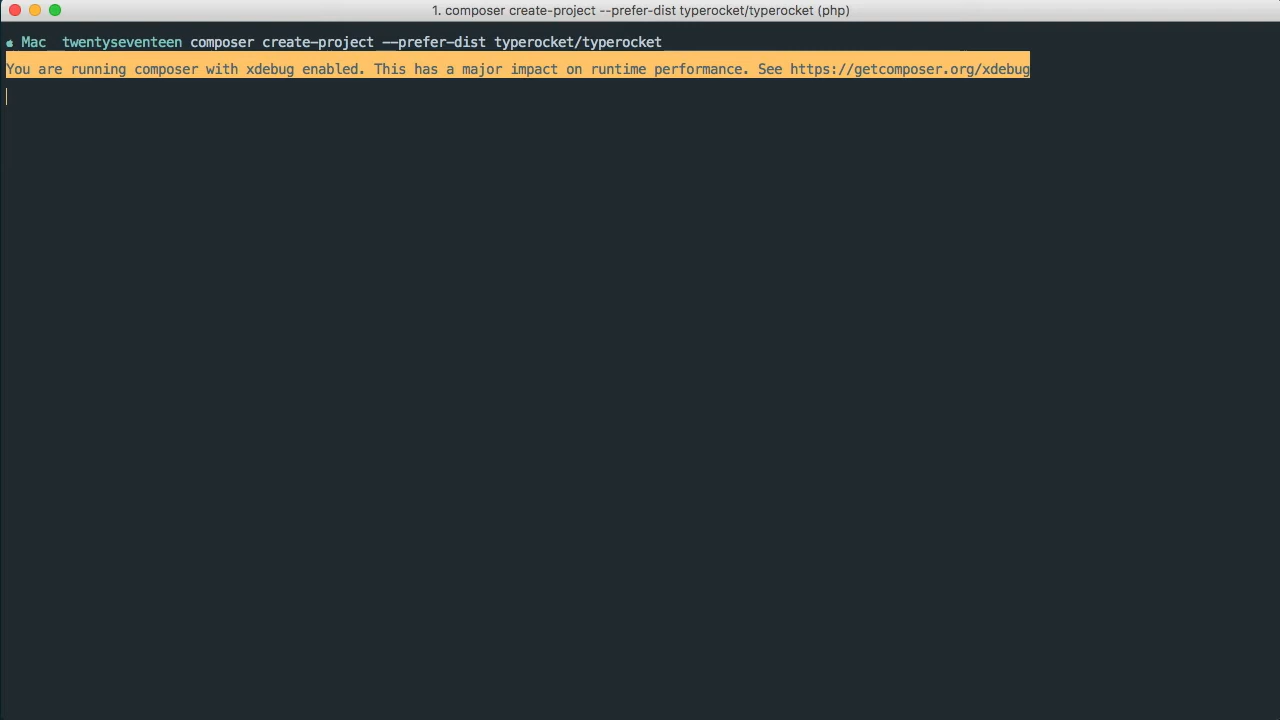 1. composer create-project --prefer-dist typerocket/typerocket (php)
Mac twentyseventeen composer create-project --prefer-dist typerocket/typerocket
You are running composer with xdebug enabled. This has a major impact on runtime performance. See https://getcomposer.org/xdebug